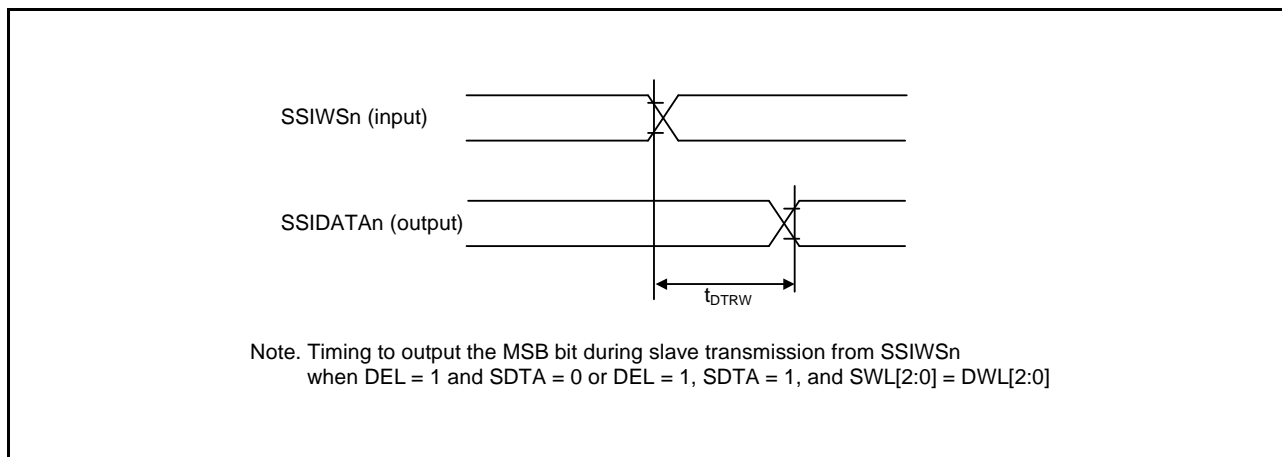 SSIWSn (input)
SSIDATAn (output)
tDTRW
Note. Timing to output the MSB bit during slave transmission from SSIWSn
when DEL = 1 and SDTA = 0 or DEL = 1, SDTA = 1, and SWL[2:0] = DWL[2:0]